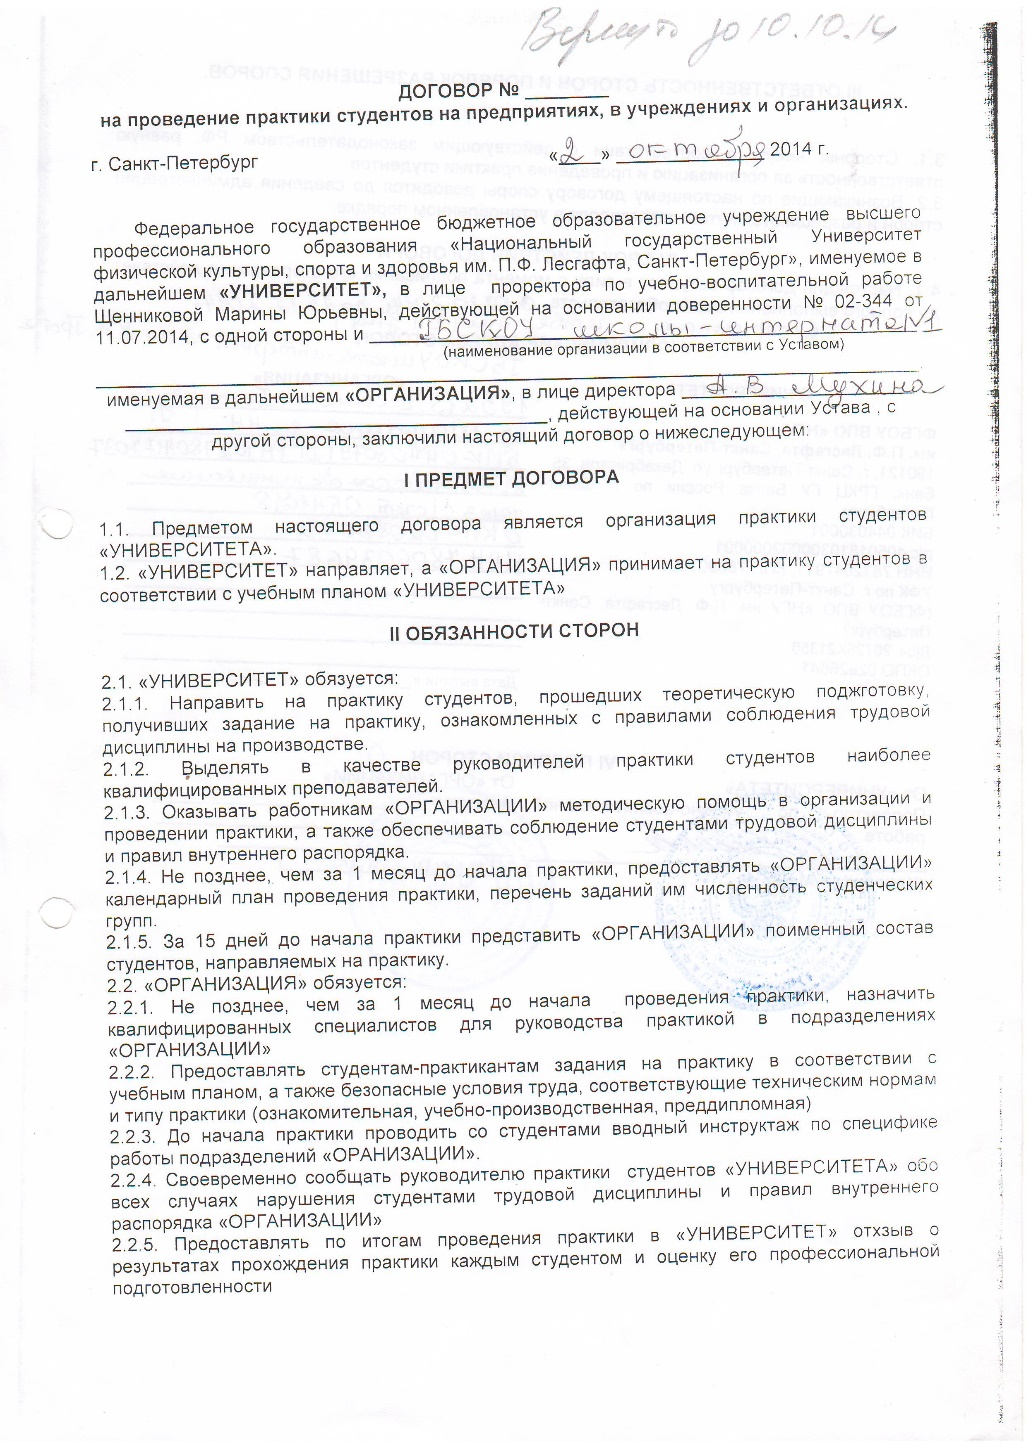 Вернуть до 10.10.14
ДОГОВОР № ________
на проведение практики студентов на предприятиях, в учреждениях и организациях.
г. Санкт-Петербург «2» октября 2014 г.
Федеральное государственное бюджетное образовательное учреждение высшего
профессионального образования «Национальный государственный Университет
физической культуры, спорта и здоровья им. П.Ф. Лесгафта, Санкт-Петербург», именуемое в
дальнейшем «УНИВЕРСИТЕТ», в лице проректора по учебно-воспитательной работе
Щенниковой Марины Юрьевны, действующей на основании доверенности № 02-344 от
11.07.2014, с одной стороны и ГБСКОУ школы-интерната №1
(наименование организации в соответствии с Уставом)
именуемая в дальнейшем «ОРГАНИЗАЦИЯ», в лице директора А.В Мухина
, действующей на основании Устава , с
другой стороны, заключили настоящий договор о нижеследующем:
I ПРЕДМЕТ ДОГОВОРА
1.1. Предметом настоящего договора является организация практики студентов
«УНИВЕРСИТЕТА».
1.2. «УНИВЕРСИТЕТ» направляет, а «ОРГАНИЗАЦИЯ» принимает на практику студентов в
соответствии с учебным планом «УНИВЕРСИТЕТА»
II ОБЯЗАННОСТИ СТОРОН
2.1. «УНИВЕРСИТЕТ» обязуется:
2.1.1. Направить на практику студентов, прошедших теоретическую поджготовку,
получивших задание на практику, ознакомленных с правилами соблюдения трудовой
дисциплины на производстве.
2.1.2. Выделять в качестве руководителей практики студентов наиболее
квалифицированных преподавателей.
2.1.3. Оказывать работникам «ОРГАНИЗАЦИИ» методическую помощь в организации и
проведении практики, а также обеспечивать соблюдение студентами трудовой дисциплины
и правил внутреннего распорядка.
2.1.4. Не позднее, чем за 1 месяц до начала практики, предоставлять «ОРГАНИЗАЦИИ»
календарный план проведения практики, перечень заданий им численность студенческих
групп.
2.1.5. За 15 дней до начала практики представить «ОРГАНИЗАЦИИ» поименный состав
студентов, направляемых на практику.
2.2. «ОРГАНИЗАЦИЯ» обязуется:
2.2.1. Не позднее, чем за 1 месяц до начала проведения практики, назначить
квалифицированных специалистов для руководства практикой в подразделениях
«ОРГАНИЗАЦИИ»
2.2.2. Предоставлять студентам-практикантам задания на практику в соответствии с
учебным планом, а также безопасные условия труда, соответствующие техническим нормам
и типу практики (ознакомительная, учебно-производственная, преддипломная)
2.2.3. До начала практики проводить со студентами вводный инструктаж по специфике
работы подразделений «ОРАНИЗАЦИИ».
2.2.4. Своевременно сообщать руководителю практики студентов «УНИВЕРСИТЕТА» обо
всех случаях нарушения студентами трудовой дисциплины и правил внутреннего
распорядка «ОРГАНИЗАЦИИ»
2.2.5. Предоставлять по итогам проведения практики в «УНИВЕРСИТЕТ» отхзыв о
результатах прохождения практики каждым студентом и оценку его профессиональной
подготовленности